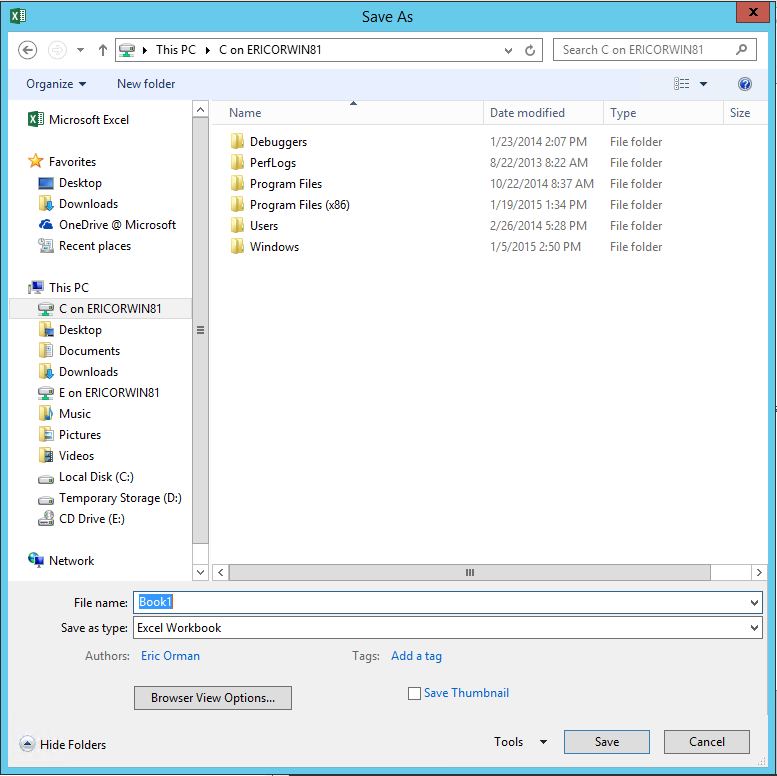 Save As
This PC C on ERICORWIN81 Search C on ERICORWIN81
Organize New folder
Microsoft Excel
Favorites
Desktop
Downloads
OneDrive @ Microsoft
Recent places
This PC
C on ERICORWIN81
Desktop
Documents
Downloads
E on ERICORWIN81
Music
Pictures
Videos
Local Disk (C:)
Temporary Storage (D:)
CD Drive (E:)
Network
Name Date modified Type Size
Debuggers 1/23/2014 2:07 PM File folder
PerfLogs 8/22/2013 8:22 AM File folder
Program Files 10/22/2014 8:37 AM File folder
Program Files (x86) 1/19/2015 1:34 PM File folder
Users 2/26/2014 5:28 PM File folder
Windows 1/5/2015 2:50 PM File folder
File name: Book1
Save as type: Excel Workbook
Authors: Eric Orman Tags: Add a tag
Browser View Options... Save Thumbnail
Hide Folders Tools Save Cancel